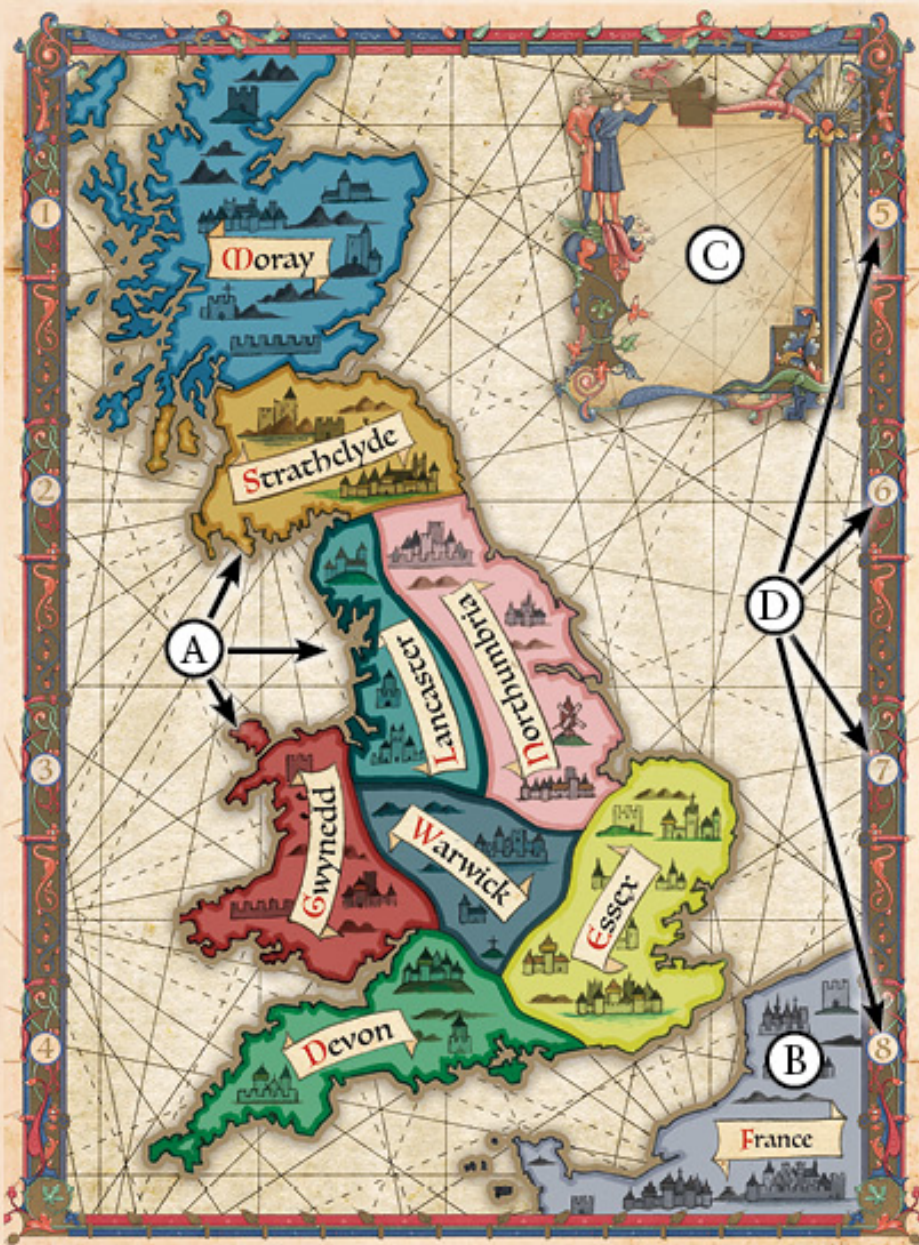 1
5
C
Moray
Strathclyde
2
6
D
A
Lancaster
Northumbria
3
7
Gwynedd
Warwick
Essex
Devon
4
8
B
France